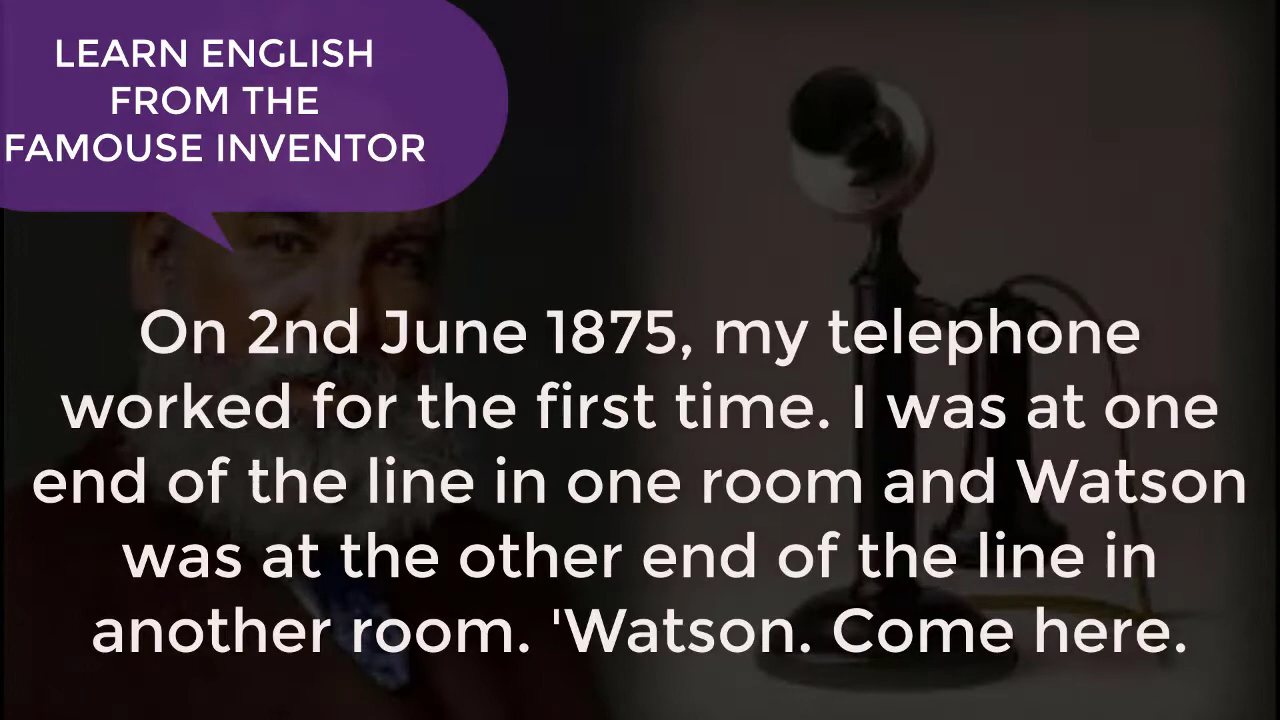 LEARN ENGLISH
FROM THE
FAMOUSE INVENTOR
On 2nd June 1875, my telephone
worked for the first time. I was at one
end of the line in one room and Watson
was at the other end of the line in
another room. 'Watson. Come here.